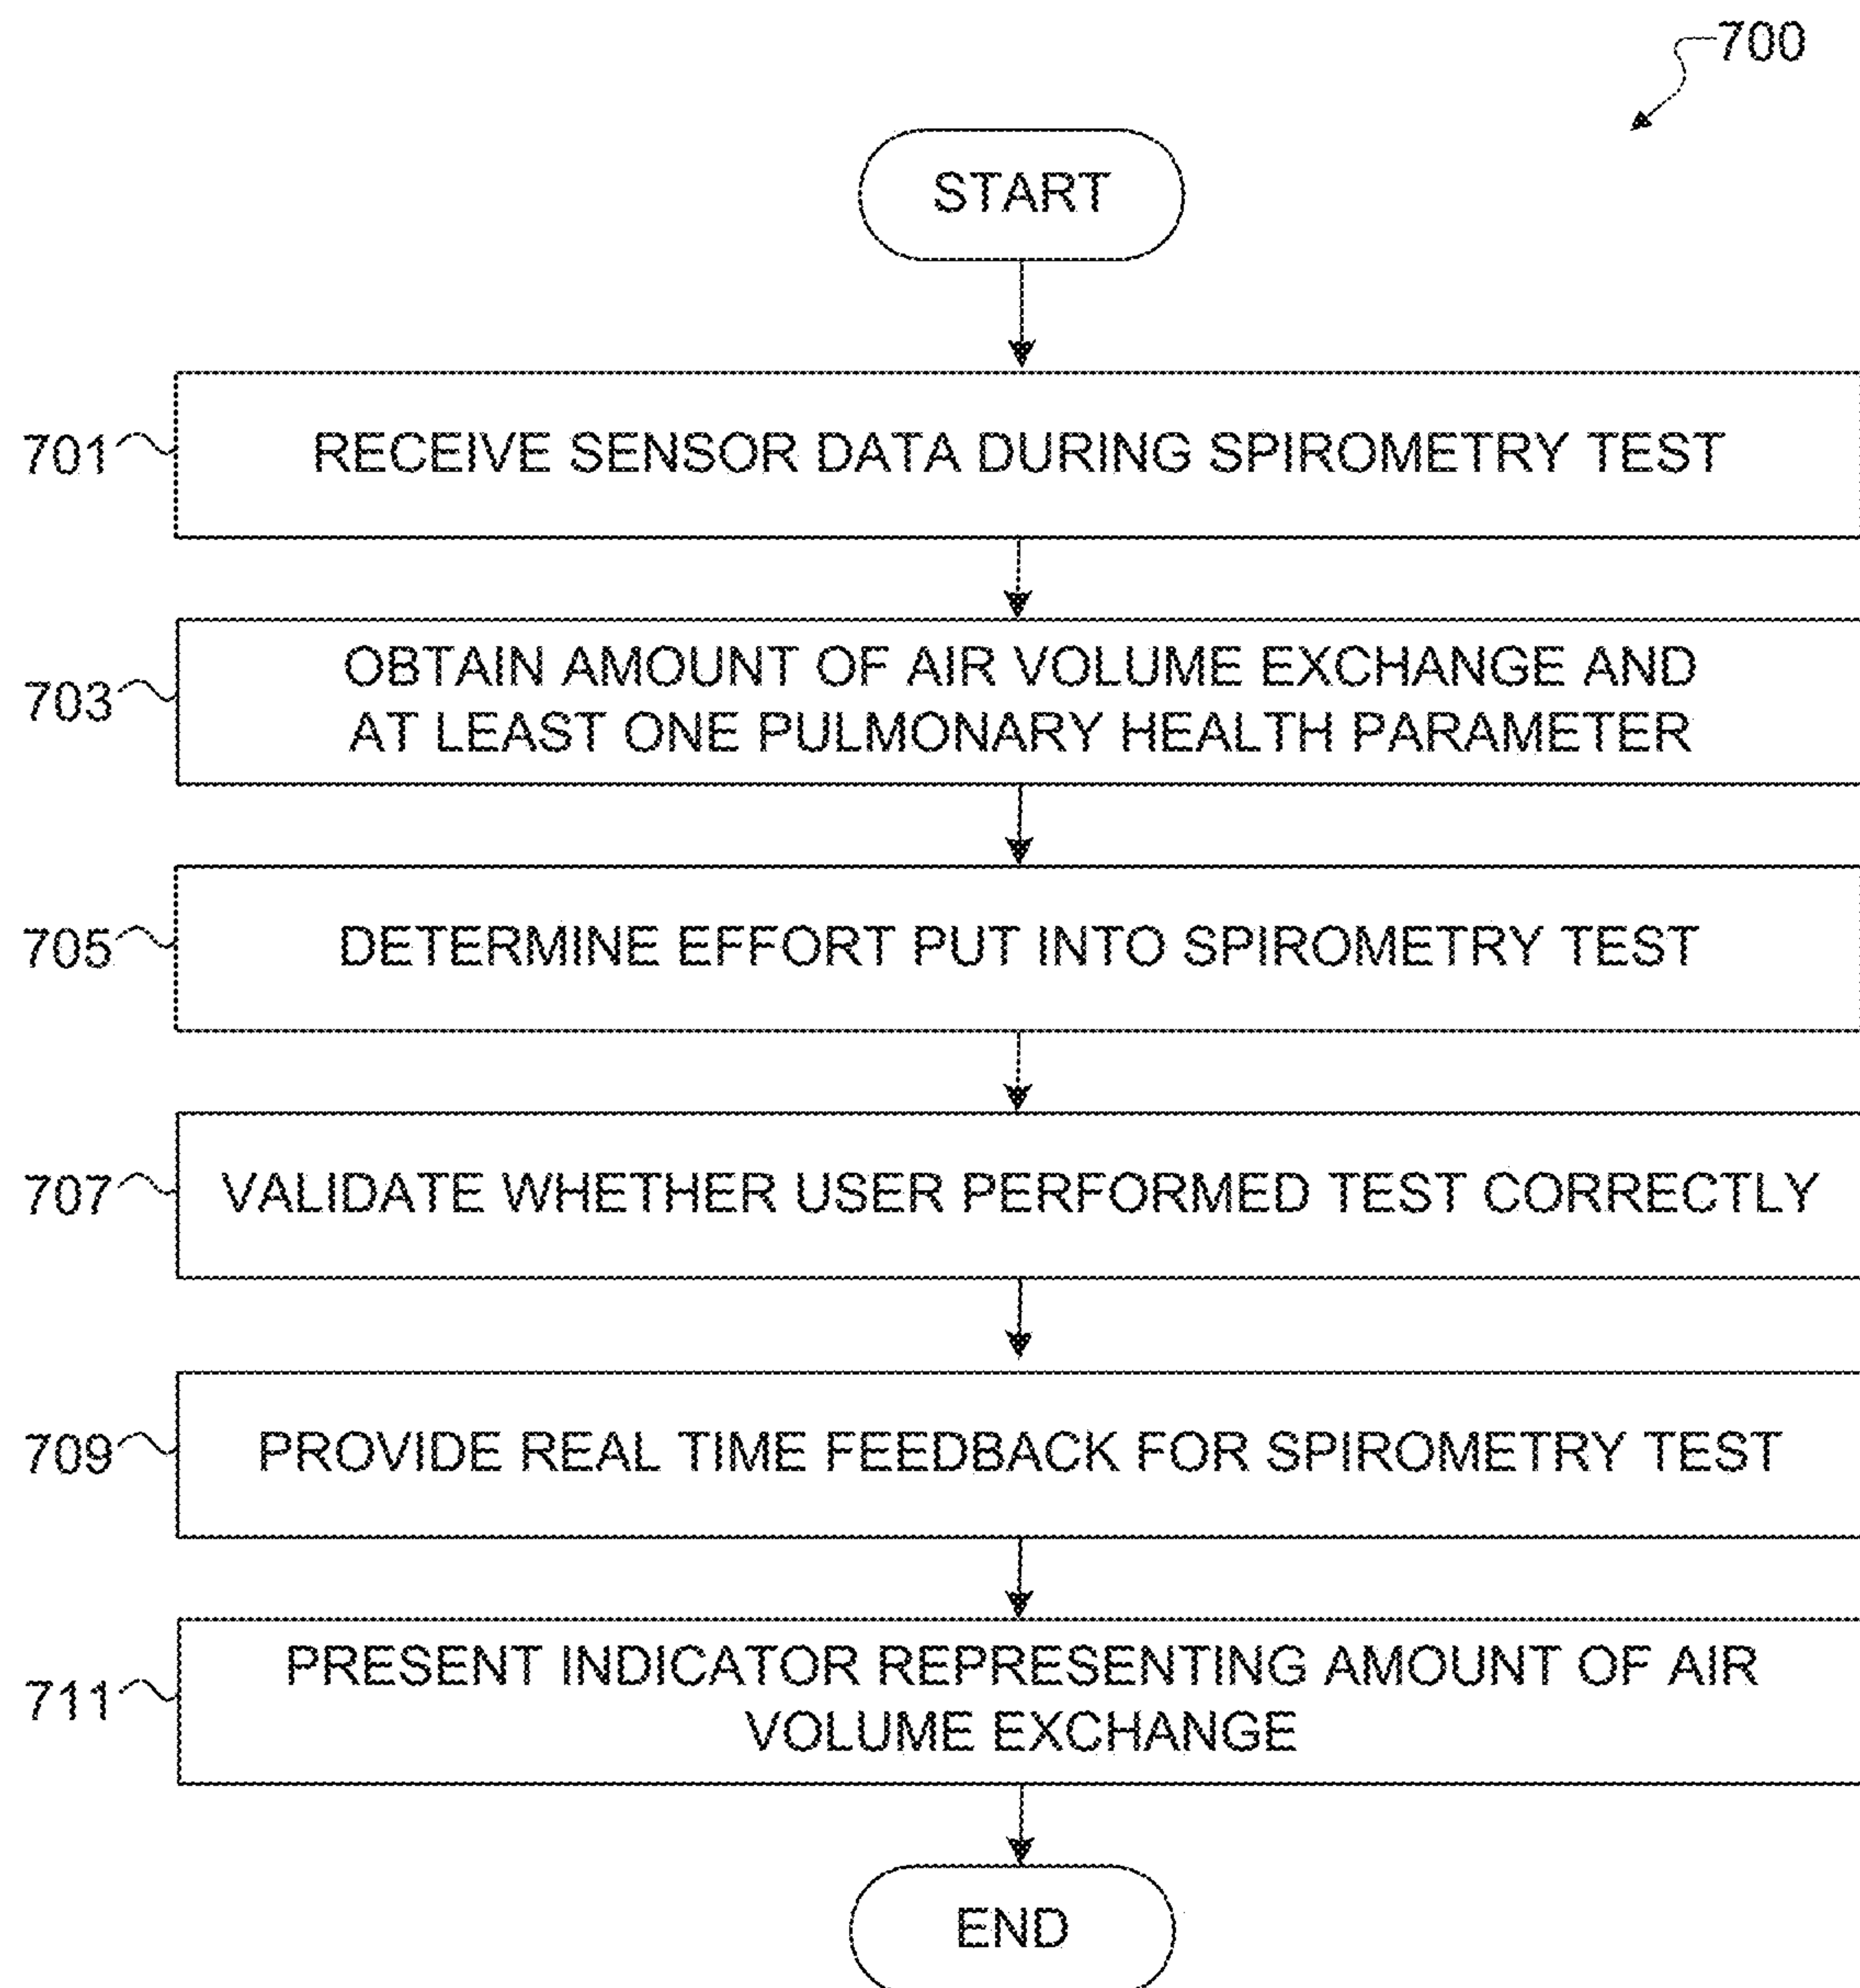 700
START
701
RECEIVE SENSOR DATA DURING SPIROMETRY TEST
703
OBTAIN AMOUNT OF AIR VOLUME EXCHANGE AND
AT LEAST ONE PULMONARY HEALTH PARAMETER
705
DETERMINE EFFORT PUT INTO SPIROMETRY TEST
707
VALIDATE WHETHER USER PERFORMED TEST CORRECTLY
709
PROVIDE REAL TIME FEEDBACK FOR SPIROMETRY TEST
711
PRESENT INDICATOR REPRESENTING AMOUNT OF AIR
VOLUME EXCHANGE
END